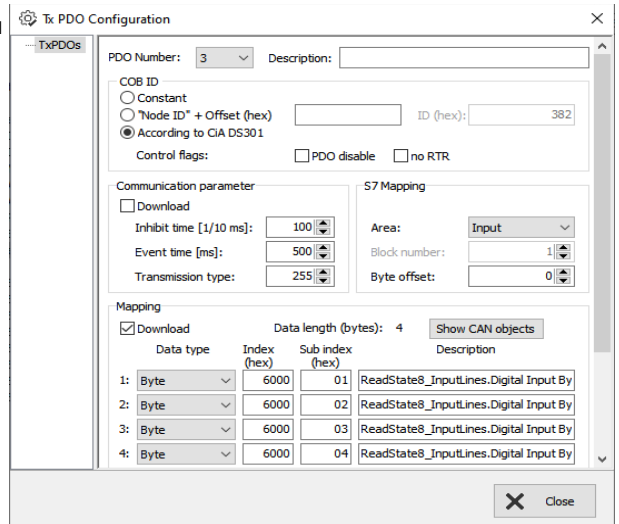 Tx PDO Configuration
TxPDOs
PDO Number: 3 Description:
COB ID
Constant
"Node ID" + Offset (hex) ID (hex): 382
According to CiA DS301
Control flags: PDO disable no RTR
Communication parameter
Download
Inhibit time [1/10 ms]: 100
Event time [ms]: 500
Transmission type: 255
S7 Mapping
Area: Input
Block number: 1
Byte offset: 0
Mapping
Download Data length (bytes): 4 Show CAN objects
Data type Index (hex) Sub index (hex) Description
1: Byte 6000 01 ReadState8_InputLines.Digital Input By
2: Byte 6000 02 ReadState8_InputLines.Digital Input By
3: Byte 6000 03 ReadState8_InputLines.Digital Input By
4: Byte 6000 04 ReadState8_InputLines.Digital Input By
Close